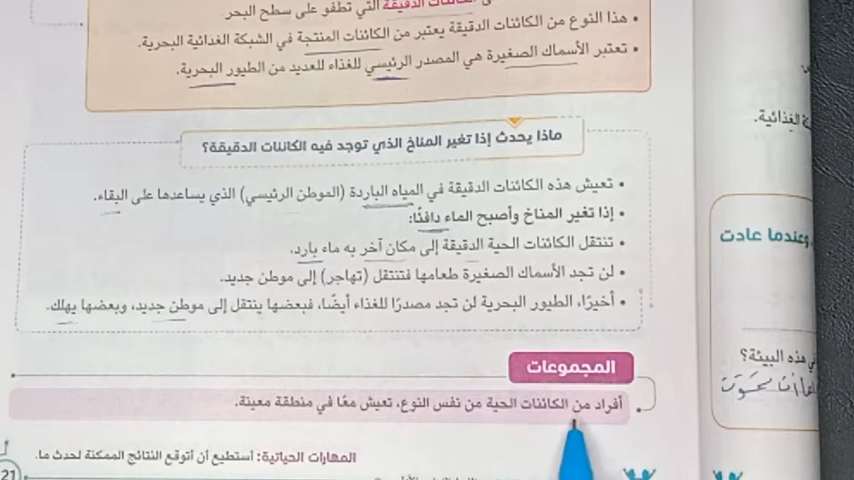 الكائنات الدقيقة التي تطفو على سطح البحر
• هذا النوع من الكائنات الدقيقة يعتبر من الكائنات المنتجة في الشبكة الغذائية البحرية.
• تعتبر الأسماك الصغيرة هي المصدر الرئيسي للغذاء للعديد من الطيور البحرية.
ماذا يحدث إذا تغير المناخ الذي توجد فيه الكائنات الدقيقة؟
• تعيش هذه الكائنات الدقيقة في المياه الباردة (الموطن الرئيسي) الذي يساعدها على البقاء.
• إذا تغير المناخ وأصبح الماء دافئًا:
• تنتقل الكائنات الحية الدقيقة إلى مكان آخر به ماء بارد.
• لن تجد الأسماك الصغيرة طعامها فتنتقل (تهاجر) إلى موطن جديد.
• أخيرًا، الطيور البحرية لن تجد مصدرًا للغذاء أيضًا، فبعضها ينتقل إلى موطن جديد، وبعضها يهلك.
المجموعات
أفراد من الكائنات الحية من نفس النوع، تعيش معًا في منطقة معينة.
المهارات الحياتية: أستطيع أن أتوقع النتائج الممكنة لحدث ما.
21
الغذائية.
وعندما عادت
في هذه البيئة؟